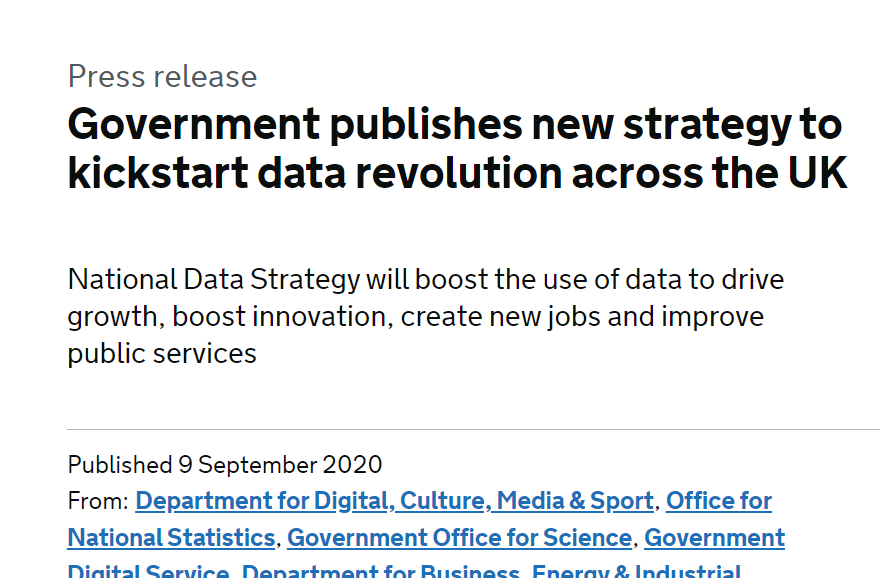 Press release
Government publishes new strategy to
kickstart data revolution across the UK
National Data Strategy will boost the use of data to drive
growth, boost innovation, create new jobs and improve
public services
Published 9 September 2020
From: Department for Digital, Culture, Media & Sport, Office for
National Statistics, Government Office for Science, Government
Digital Service, Department for Business, Energy & Industrial